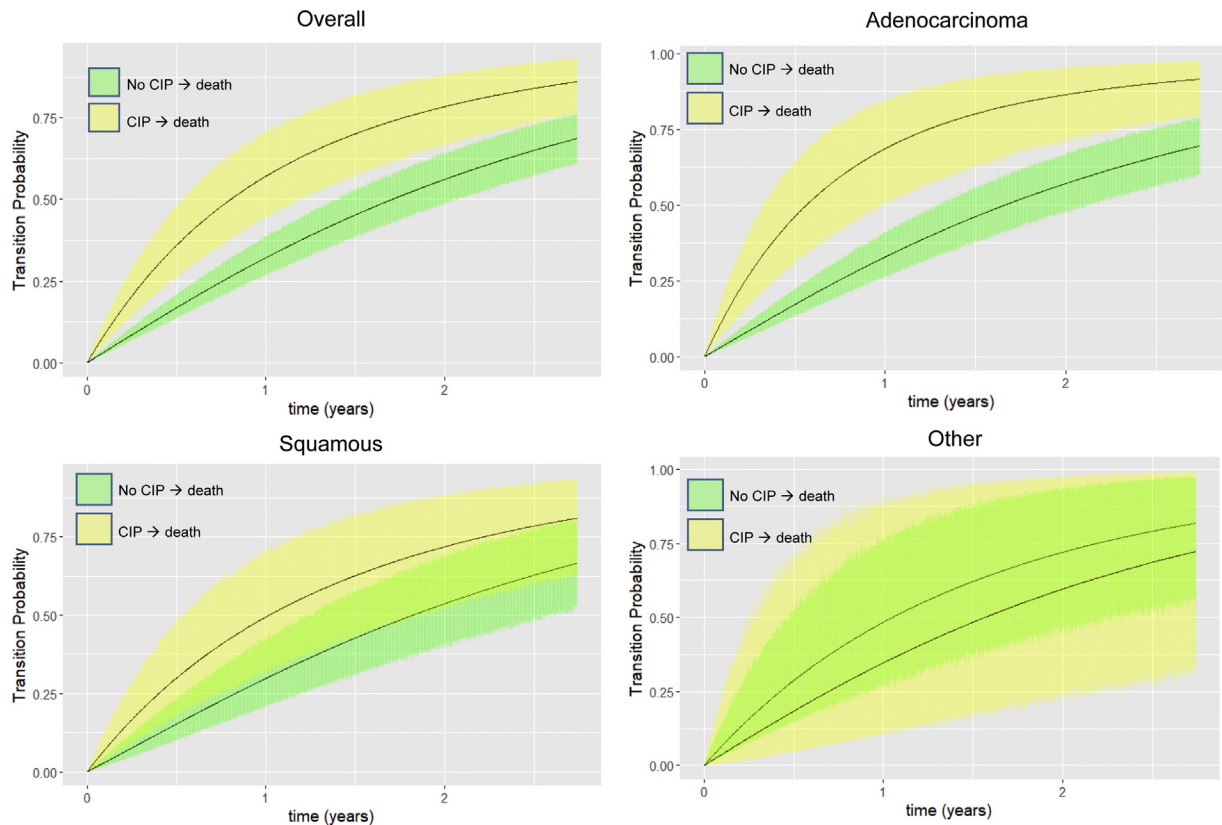 Overall
No CIP → death
CIP → death
0.75
0.50
0.25
0.00
Transition Probability
0
1
2
time (years)
Adenocarcinoma
No CIP → death
CIP → death
1.00
0.75
0.50
0.25
0.00
Transition Probability
0
1
2
time (years)
Squamous
No CIP → death
CIP → death
0.75
0.50
0.25
0.00
Transition Probability
0
1
2
time (years)
Other
No CIP → death
CIP → death
1.00
0.75
0.50
0.25
0.00
Transition Probability
0
1
2
time (years)